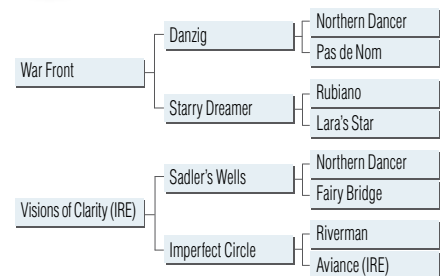 Northern Dancer
Danzig
Pas de Nom
War Front
Rubiano
Starry Dreamer
Lara's Star
Northern Dancer
Sadler's Wells
Fairy Bridge
Visions of Clarity (IRE)
Riverman
Imperfect Circle
Aviance (IRE)